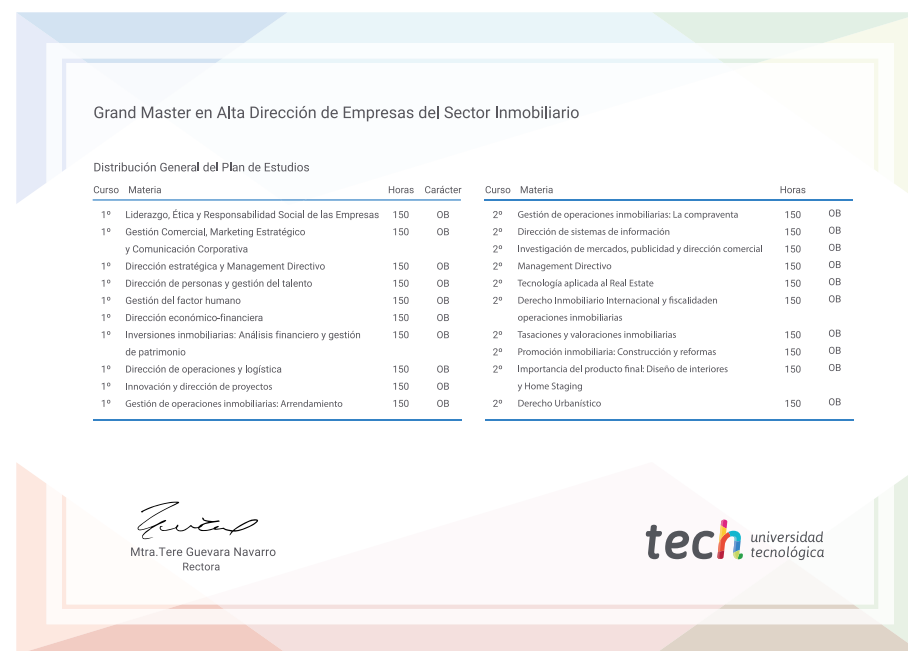 Grand Master en Alta Dirección de Empresas del Sector Inmobiliario
Distribución General del Plan de Estudios
Curso Materia Horas Carácter
1º Liderazgo, Ética y Responsabilidad Social de las Empresas 150 OB
1º Gestión Comercial, Marketing Estratégico 150 OB
y Comunicación Corporativa
1º Dirección estratégica y Management Directivo 150 OB
1º Dirección de personas y gestión del talento 150 OB
1º Gestión del factor humano 150 OB
1º Dirección económico-financiera 150 OB
1º Inversiones inmobiliarias: Análisis financiero y gestión 150 OB
de patrimonio
1º Dirección de operaciones y logística 150 OB
1º Innovación y dirección de proyectos 150 OB
1º Gestión de operaciones inmobiliarias: Arrendamiento 150 OB
Curso Materia Horas
2º Gestión de operaciones inmobiliarias: La compraventa 150 OB
2º Dirección de sistemas de información 150 OB
2º Investigación de mercados, publicidad y dirección comercial 150 OB
2º Management Directivo 150 OB
2º Tecnología aplicada al Real Estate 150 OB
2º Derecho Inmobiliario Internacional y fiscalidaden 150 OB
operaciones inmobiliarias
2º Tasaciones y valoraciones inmobiliarias 150 OB
2º Promoción inmobiliaria: Construcción y reformas 150 OB
2º Importancia del producto final: Diseño de interiores 150 OB
y Home Staging
2º Derecho Urbanístico 150 OB
Mtra.Tere Guevara Navarro
Rectora
tech universidad
tecnológica